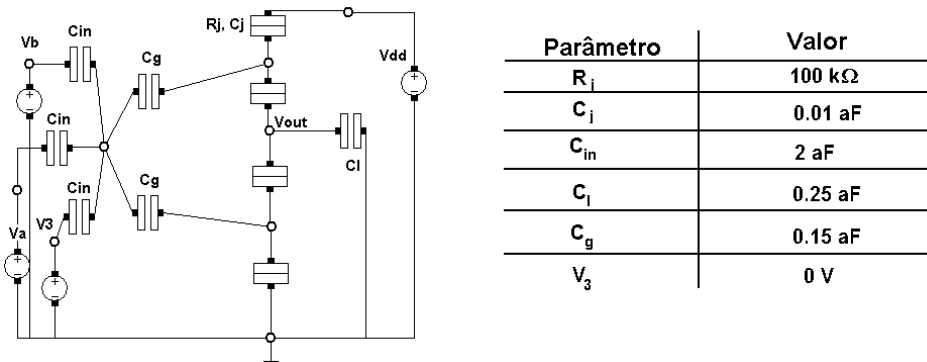 Rj, Cj
Cin
Vb
Cg
Vdd
Cin
Vout
Cl
Cin
Cg
V3
Va
Parâmetro Valor
Rj 100 kΩ
Cj 0.01 aF
Cin 2 aF
Cl 0.25 aF
Cg 0.15 aF
V3 0 V